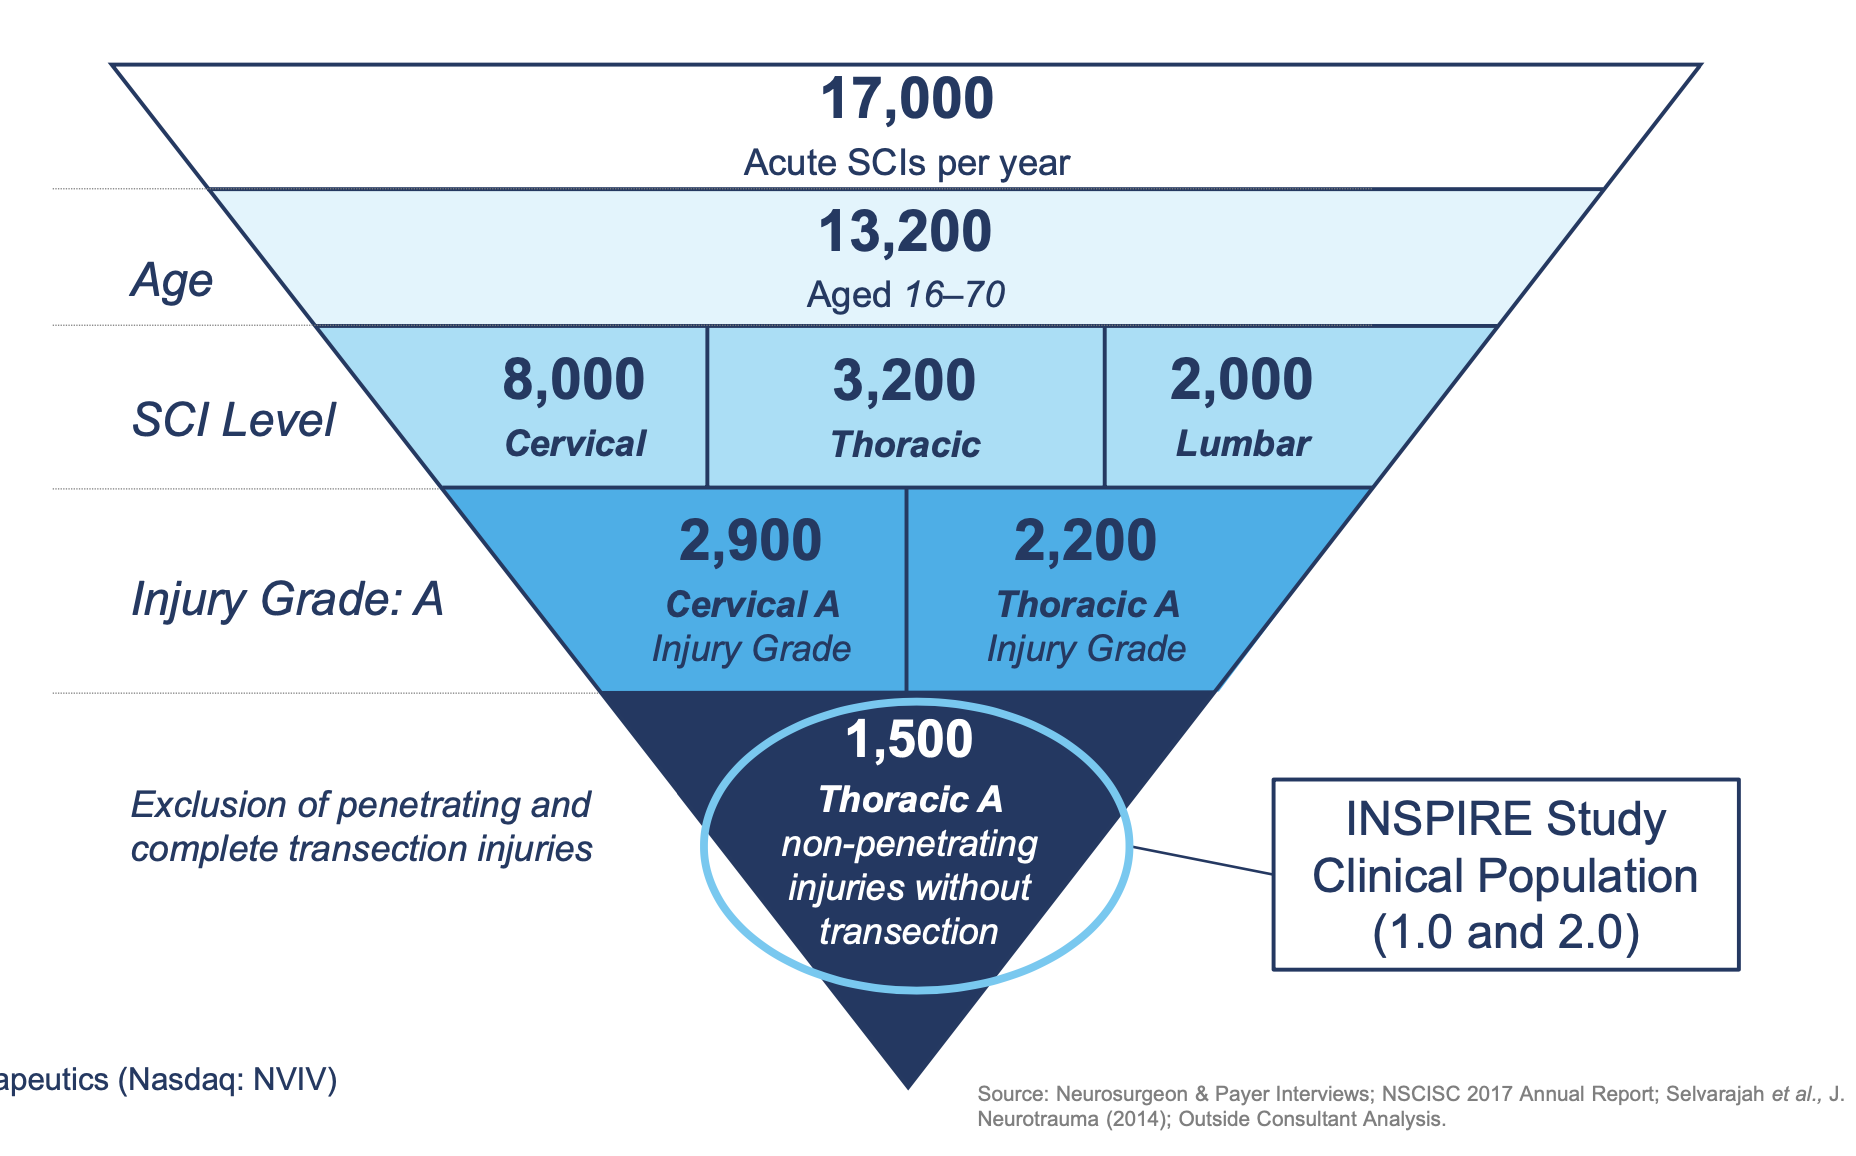 17,000
Acute SCIs per year
13,200
Age
Aged 16–70
8,000
3,200
2,000
SCI Level
Cervical
Thoracic
Lumbar
2,900
2,200
Injury Grade: A
Cervical A
Thoracic A
Injury Grade
Injury Grade
1,500
Thoracic A
non-penetrating
injuries without
transection
Exclusion of penetrating and
complete transection injuries
INSPIRE Study
Clinical Population
(1.0 and 2.0)
apeutics (Nasdaq: NVIV)
Source: Neurosurgeon & Payer Interviews; NSCISC 2017 Annual Report; Selvarajah et al., J.
Neurotrauma (2014); Outside Consultant Analysis.